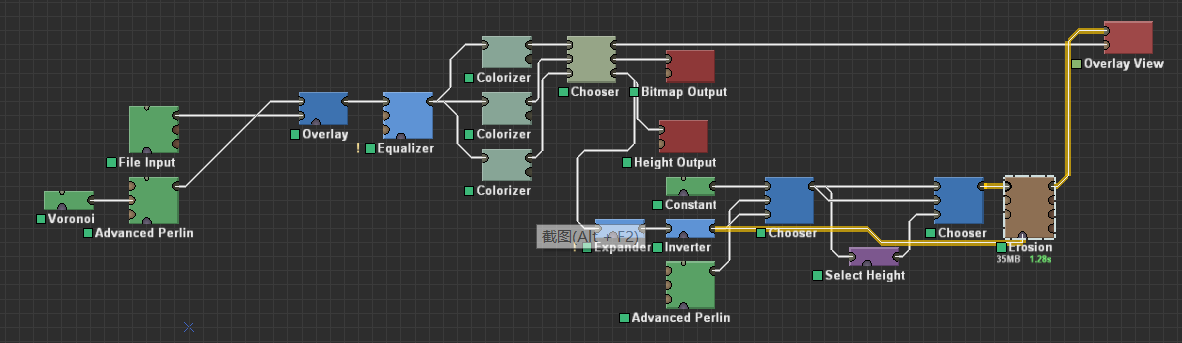 Overlay View
Colorizer
Chooser
Bitmap Output
Overlay
Colorizer
! Equalizer
File Input
Height Output
Colorizer
Constant
Voronoi
Advanced Perlin
Chooser
Chooser
截图(Alt + F2)
! Expander
Inverter
Erosion
35MB 1.28s
Select Height
Advanced Perlin